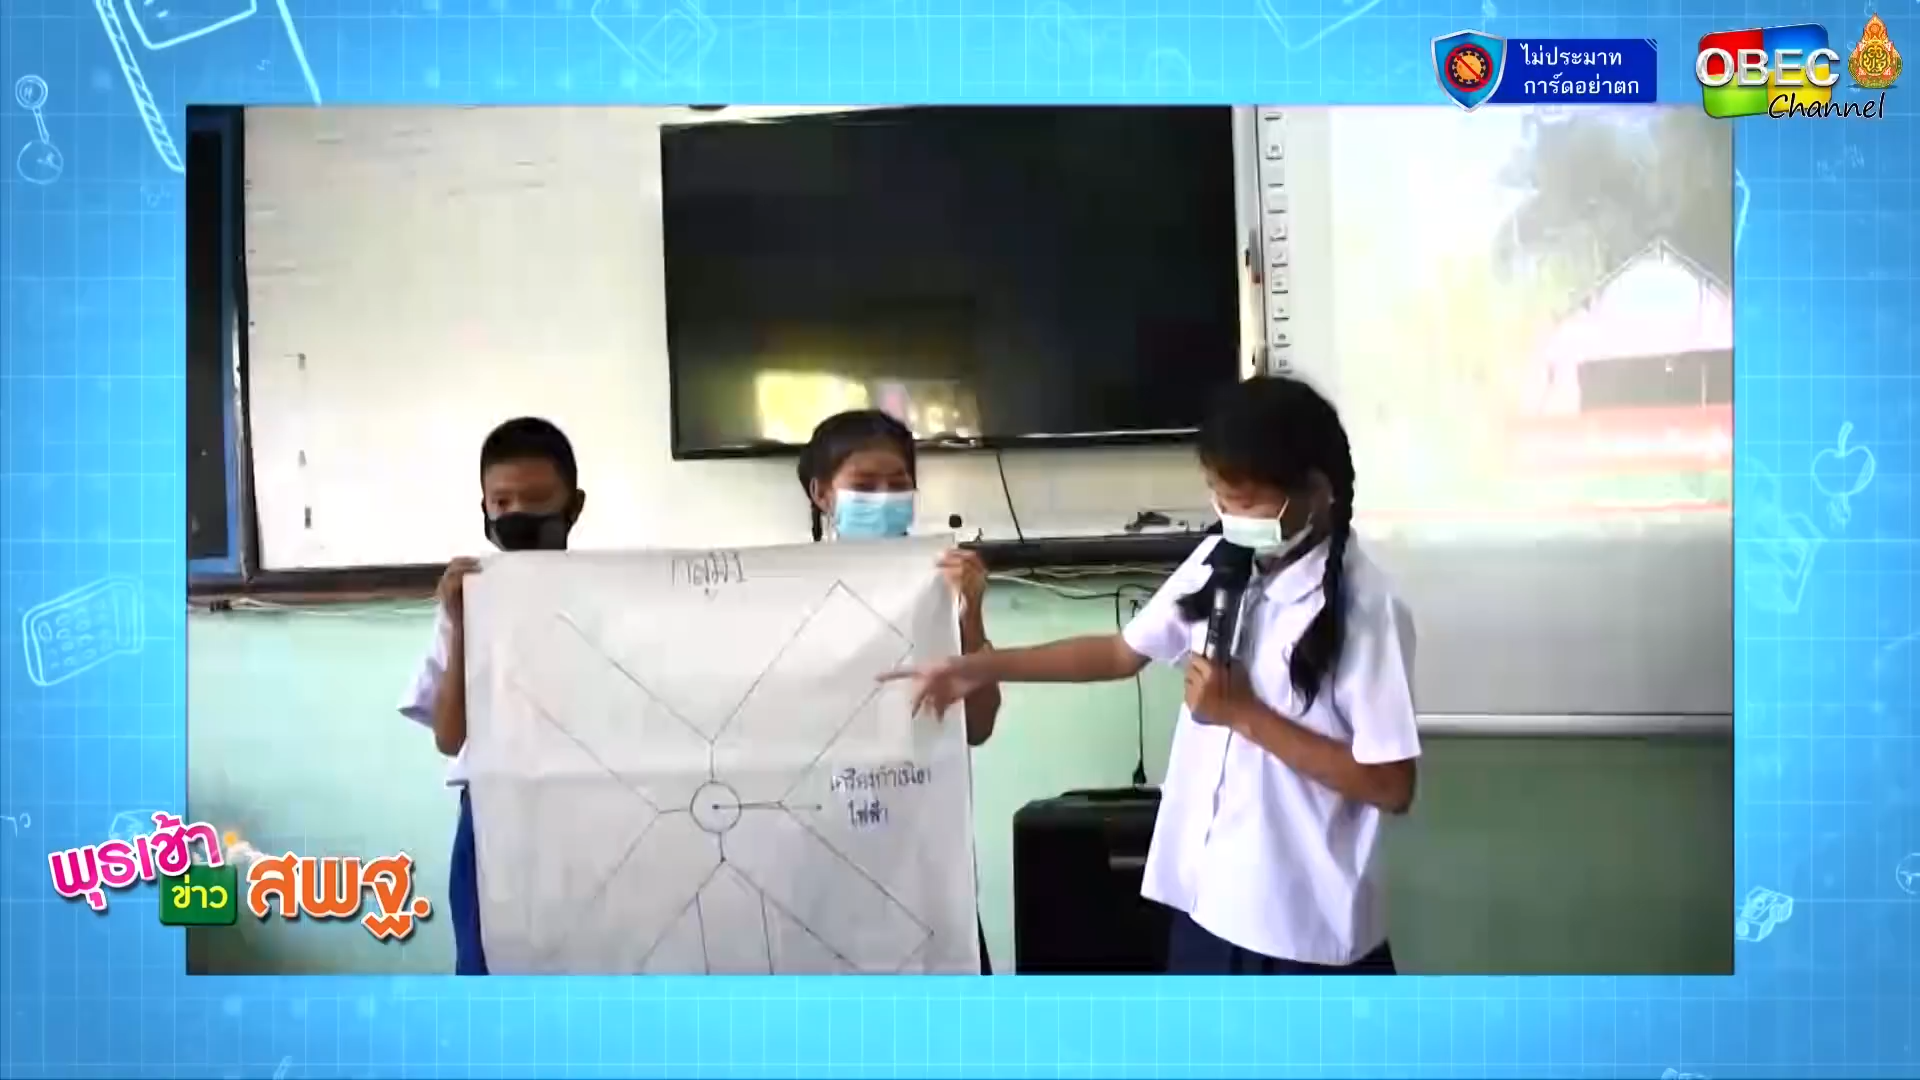 ไม่ประมาท
การ์ดอย่าตก
OBEC
Channel
กลุ่ม 1
เครื่องกำเนิด
ไฟฟ้า
พุธเช้า
ข่าว
สพฐ.